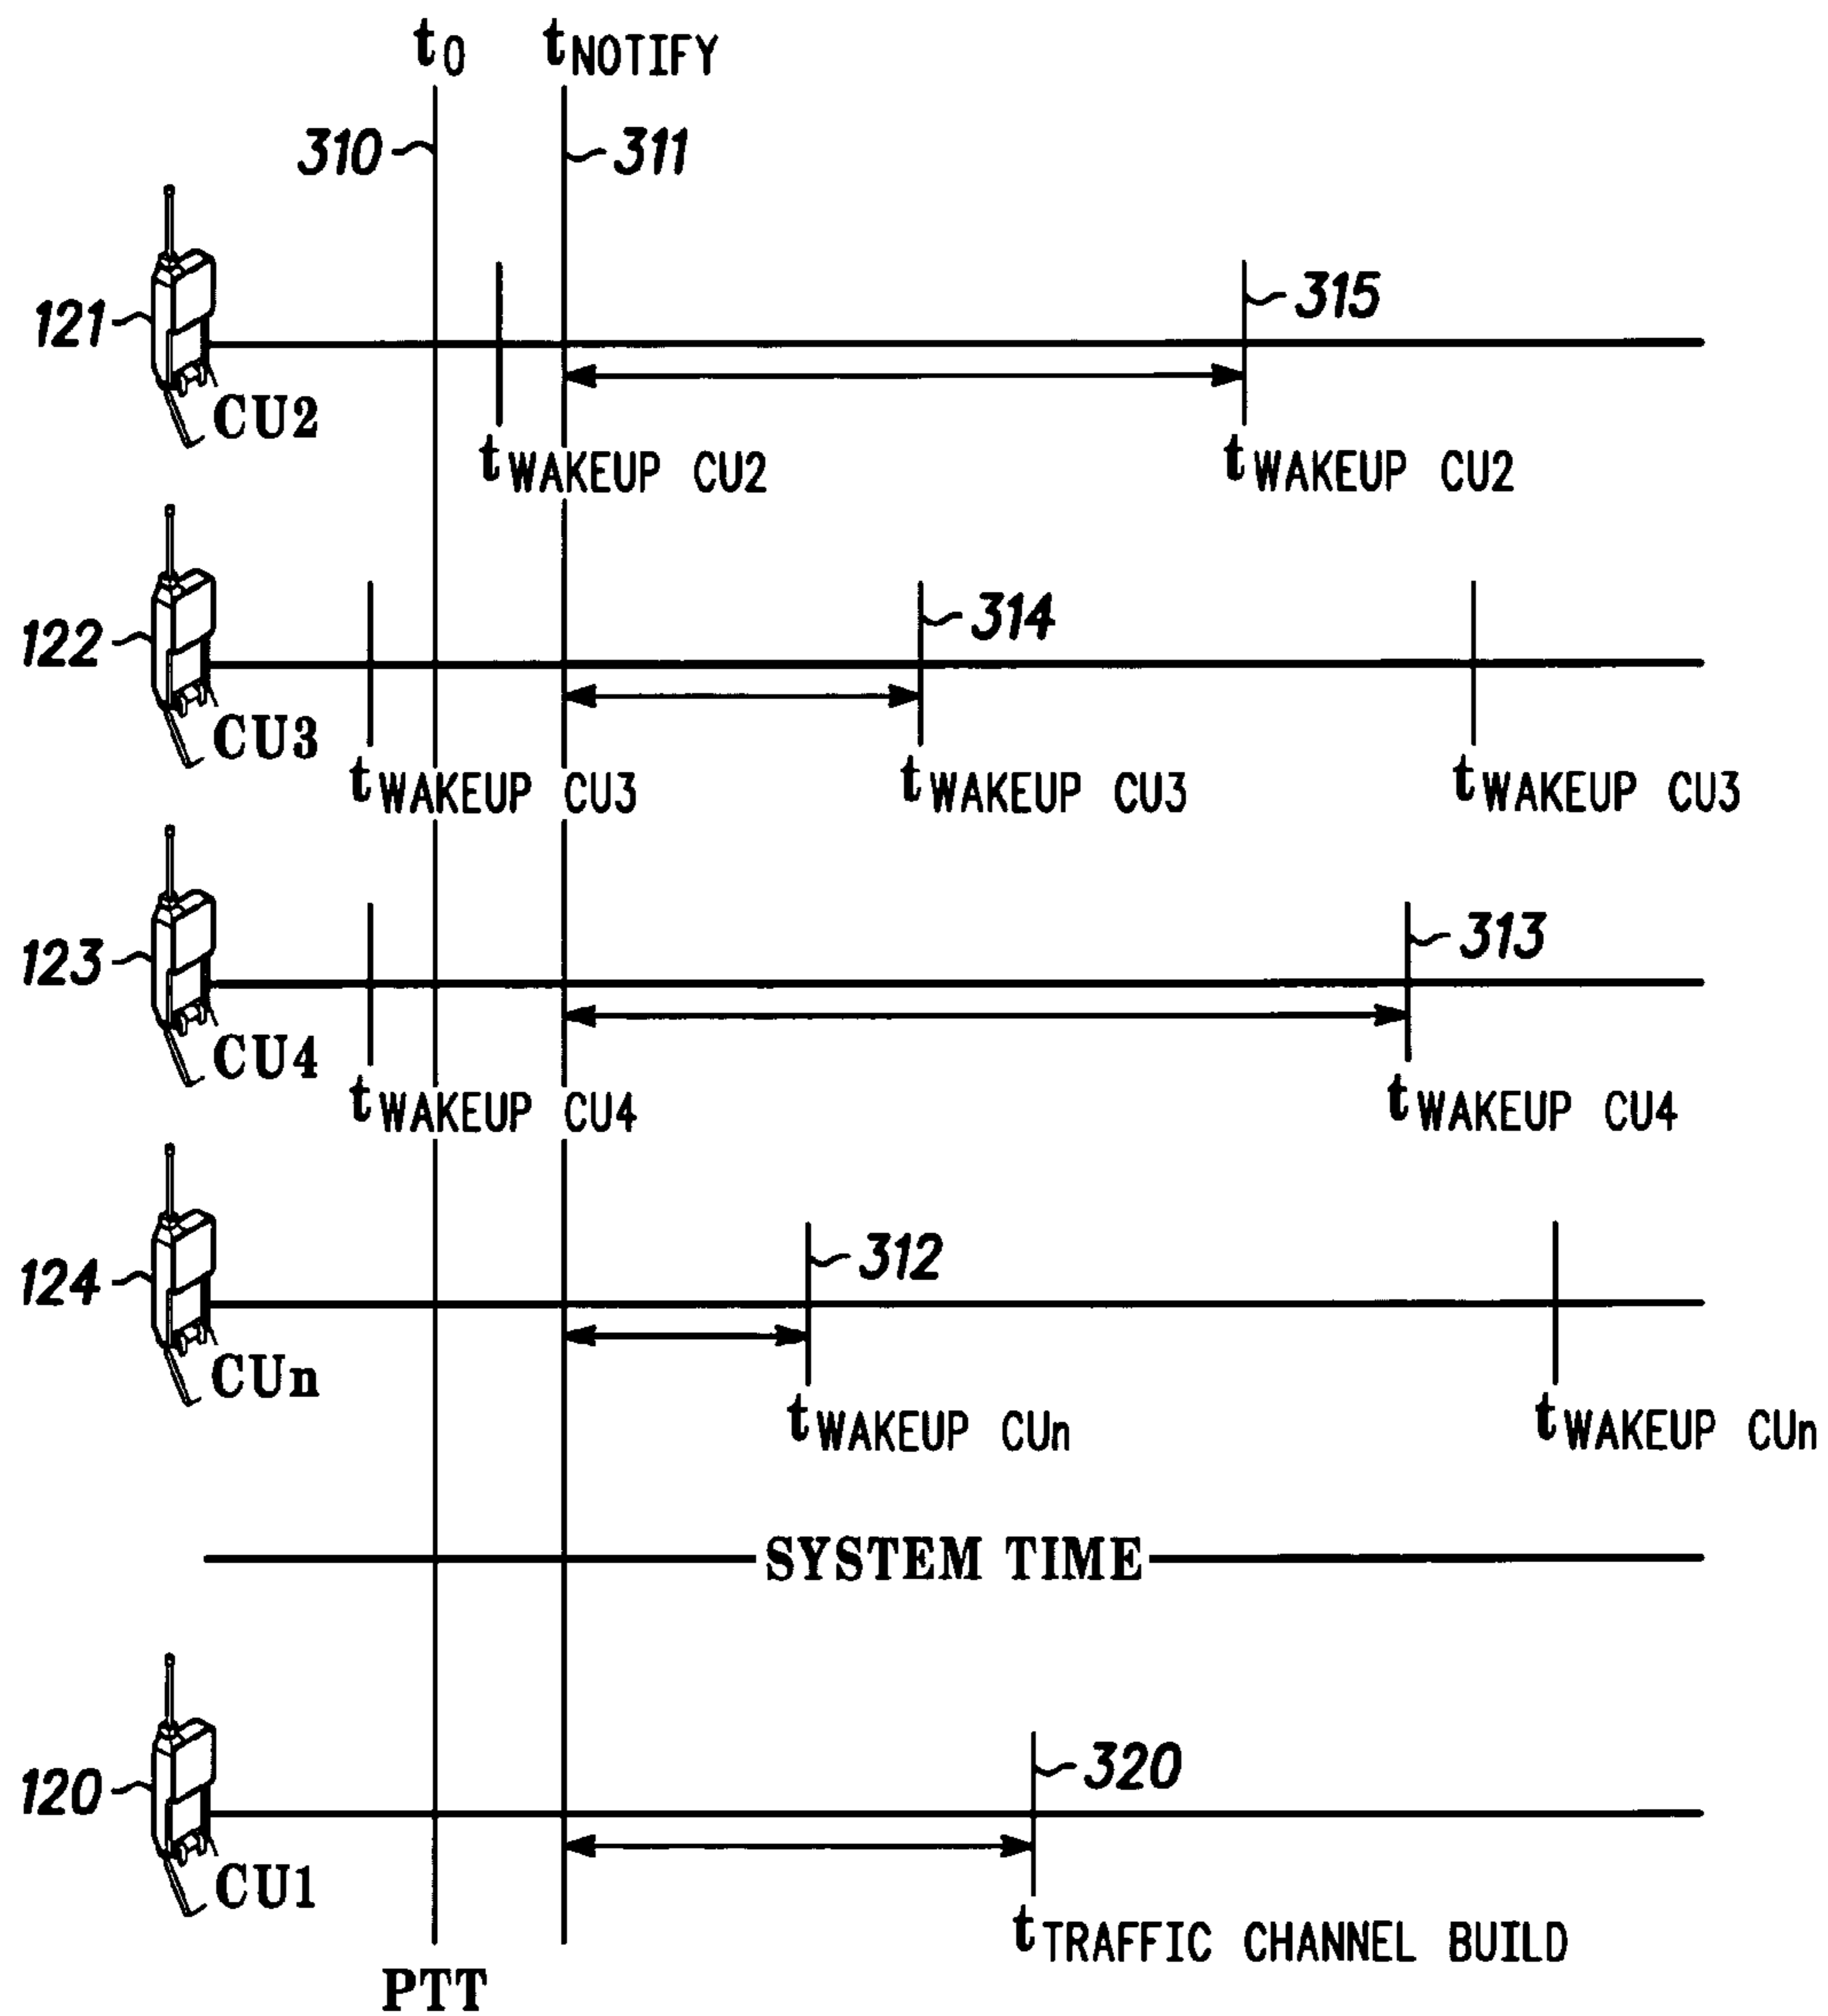 t0 tNOTIFY
310 311
121 315
CU2
tWAKEUP CU2 tWAKEUP CU2
122 314
CU3
tWAKEUP CU3 tWAKEUP CU3 tWAKEUP CU3
123 313
CU4
tWAKEUP CU4 tWAKEUP CU4
124 312
CUn
tWAKEUP CUn tWAKEUP CUn
SYSTEM TIME
120 320
CU1
tTRAFFIC CHANNEL BUILD
PTT